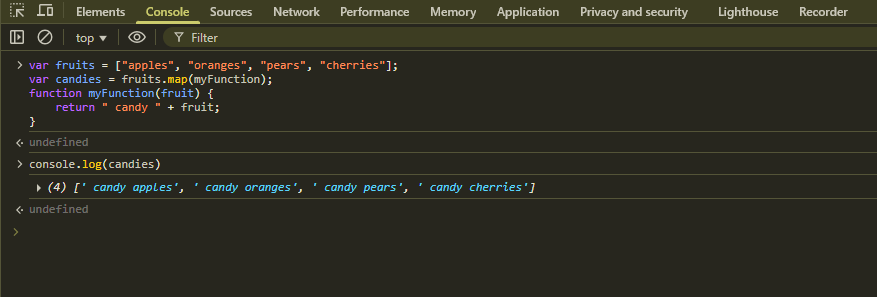 Elements Console Sources Network Performance Memory Application Privacy and security Lighthouse Recorder
top Filter
var fruits = ["apples", "oranges", "pears", "cherries"];
var candies = fruits.map(myFunction);
function myFunction(fruit) {
    return " candy " + fruit;
}
undefined
console.log(candies)
(4) [' candy apples', ' candy oranges', ' candy pears', ' candy cherries']
undefined